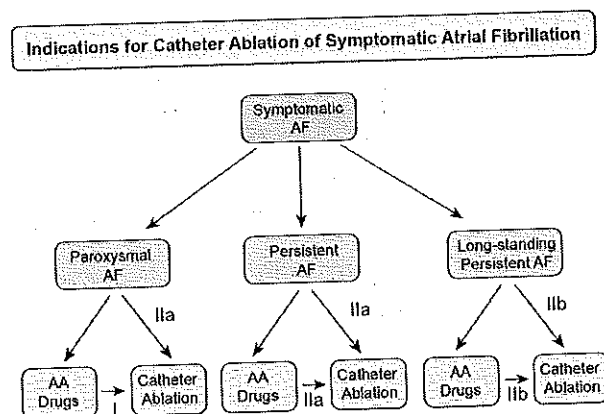 Indications for Catheter Ablation of Symptomatic Atrial Fibrillation
Symptomatic
AF
Paroxysmal
AF
Persistent
AF
Long-standing
Persistent AF
IIa
IIa
IIb
AA
Drugs
I
Catheter
Ablation
AA
Drugs
IIa
Catheter
Ablation
AA
Drugs
IIb
Catheter
Ablation